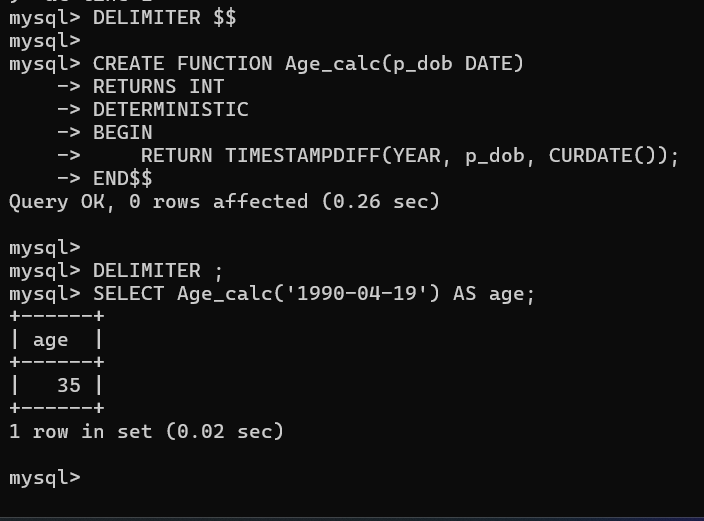 mysql> DELIMITER $$
mysql>
mysql> CREATE FUNCTION Age_calc(p_dob DATE)
    -> RETURNS INT
    -> DETERMINISTIC
    -> BEGIN
    ->     RETURN TIMESTAMPDIFF(YEAR, p_dob, CURDATE());
    -> END$$
Query OK, 0 rows affected (0.26 sec)

mysql>
mysql> DELIMITER ;
mysql> SELECT Age_calc('1990-04-19') AS age;
+------+
| age  |
+------+
|   35 |
+------+
1 row in set (0.02 sec)

mysql>